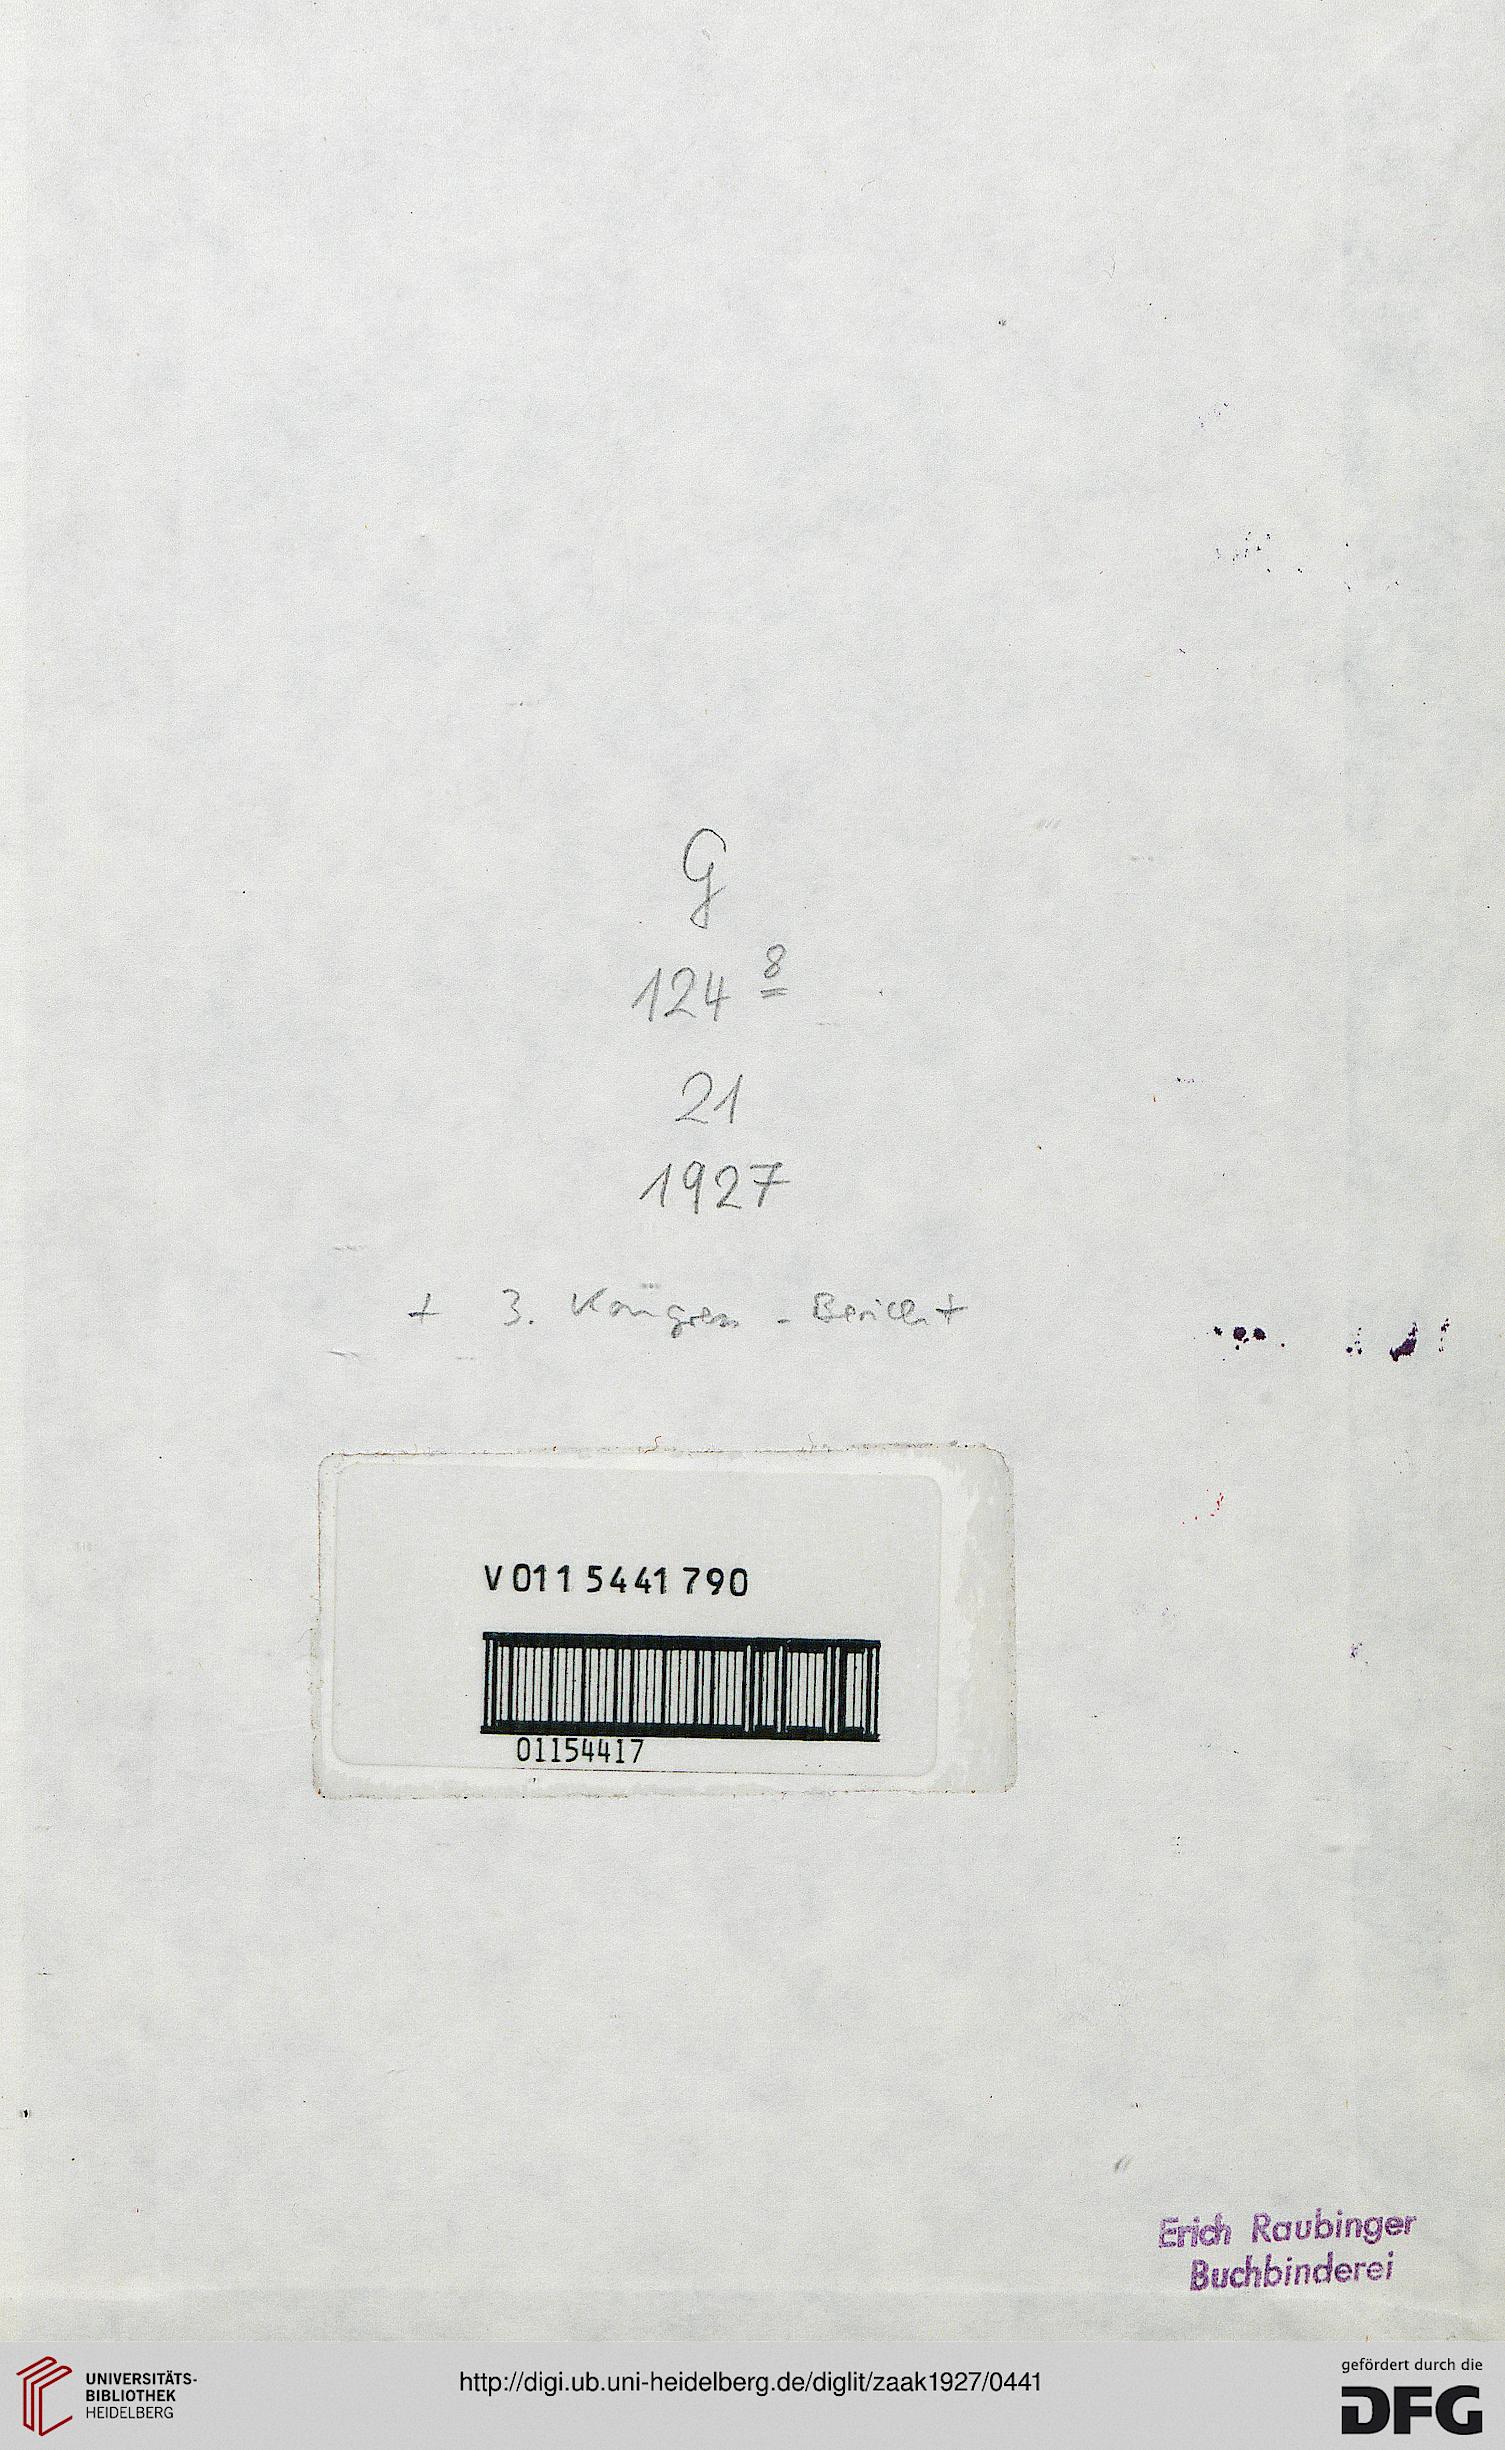 G
124 8
21
1927
+ 3. Kongress - Bericht
V011 5441 790
01154417
Erich Raubinger
Buchbinderei
UNIVERSITÄTS-
BIBLIOTHEK
HEIDELBERG
http://digi.ub.uni-heidelberg.de/diglit/zaak1927/0441
gefördert durch die
DFG